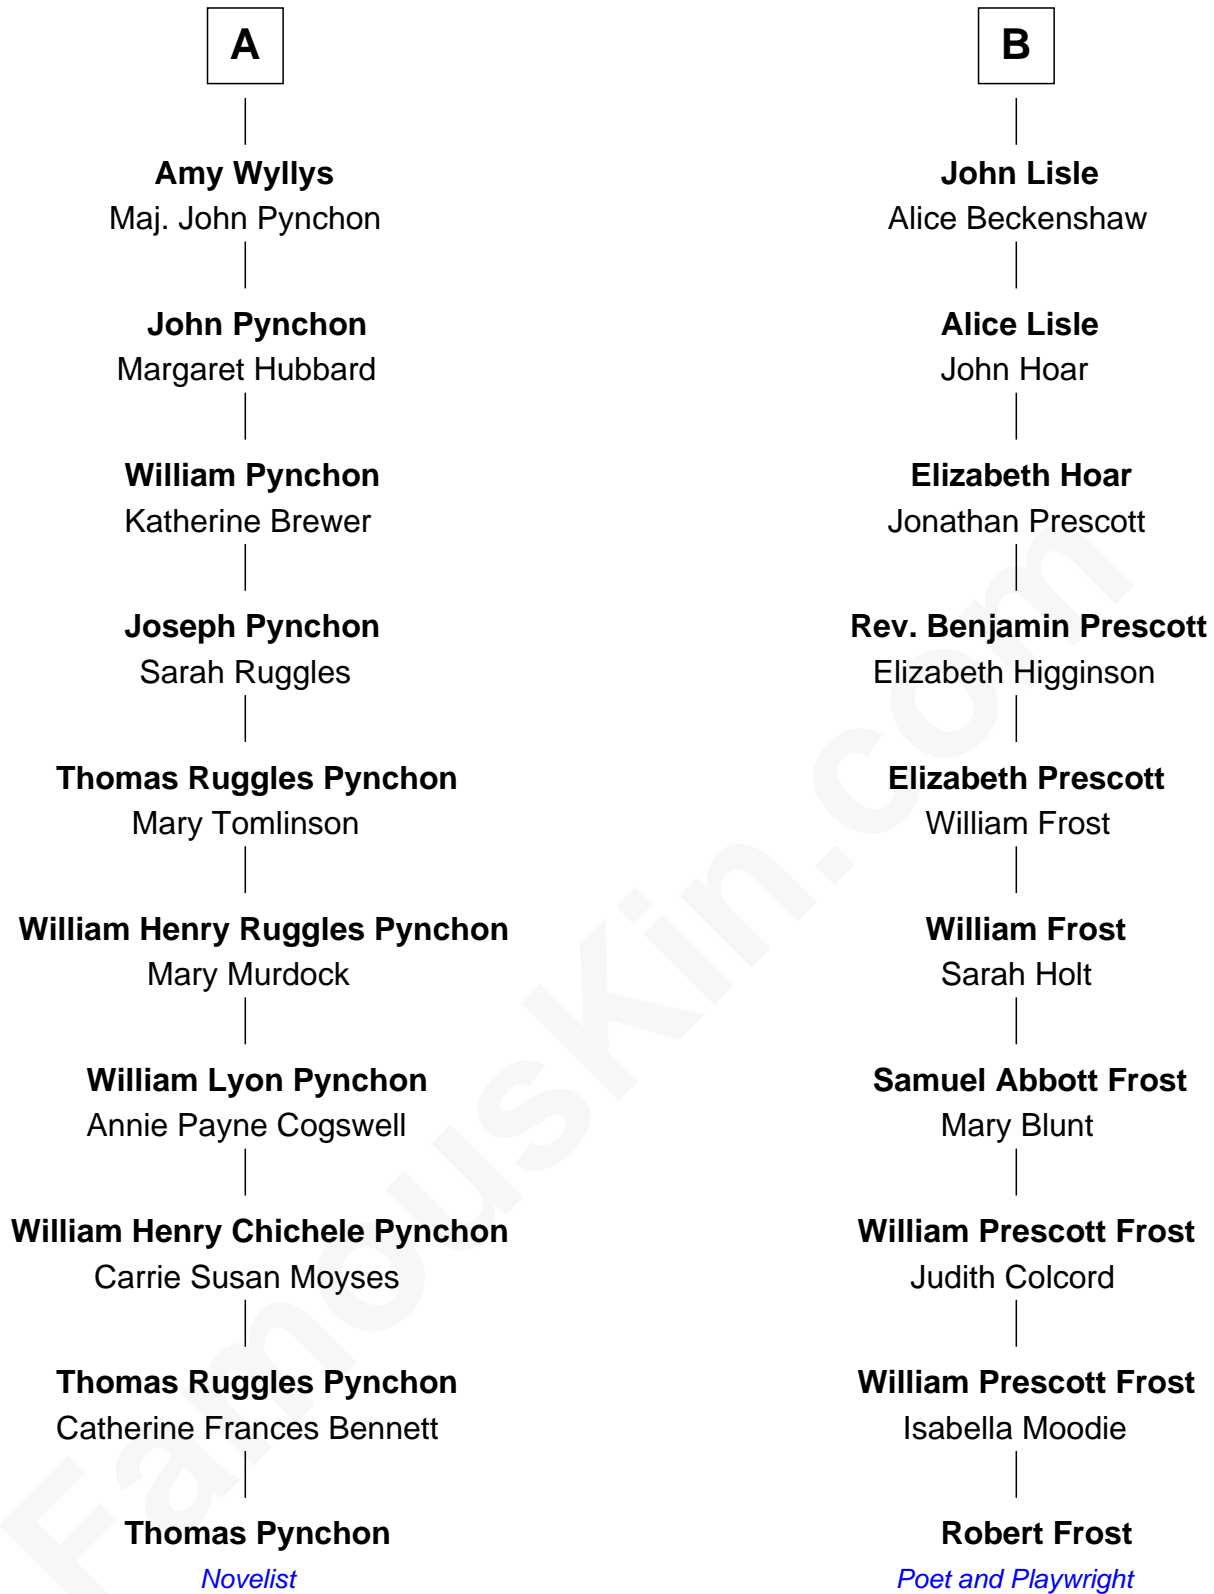 A
Amy Wyllys
Maj. John Pynchon
John Pynchon
Margaret Hubbard
William Pynchon
Katherine Brewer
Joseph Pynchon
Sarah Ruggles
Thomas Ruggles Pynchon
Mary Tomlinson
William Henry Ruggles Pynchon
Mary Murdock
William Lyon Pynchon
Annie Payne Cogswell
William Henry Chichele Pynchon
Carrie Susan Moyses
Thomas Ruggles Pynchon
Catherine Frances Bennett
Thomas Pynchon
Novelist
B
John Lisle
Alice Beckenshaw
Alice Lisle
John Hoar
Elizabeth Hoar
Jonathan Prescott
Rev. Benjamin Prescott
Elizabeth Higginson
Elizabeth Prescott
William Frost
William Frost
Sarah Holt
Samuel Abbott Frost
Mary Blunt
William Prescott Frost
Judith Colcord
William Prescott Frost
Isabella Moodie
Robert Frost
Poet and Playwright
FamousKin.com